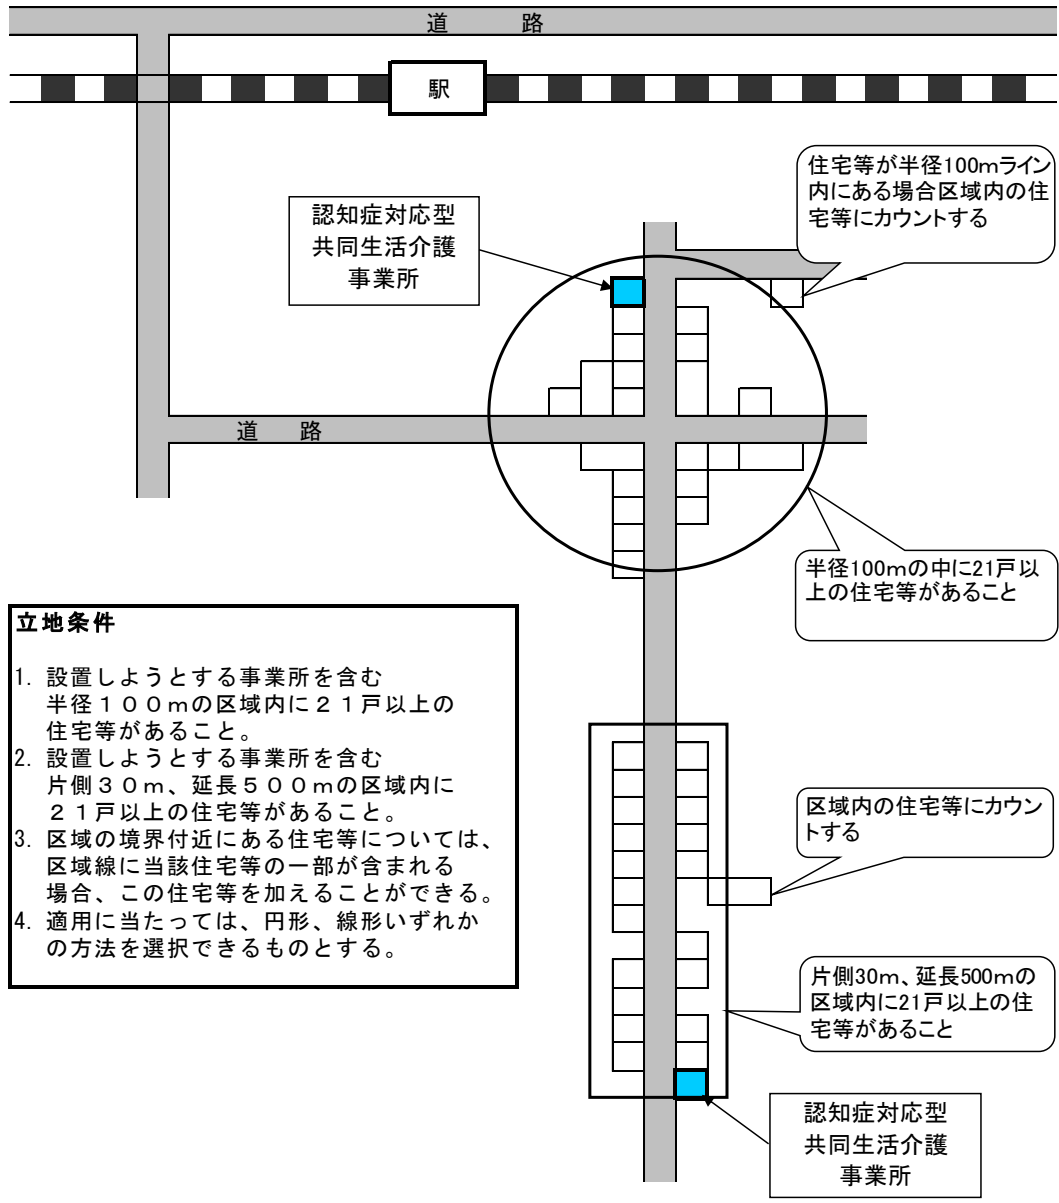 道　　路
駅
住宅等が半径100mライン
内にある場合区域内の住
宅等にカウントする
認知症対応型
共同生活介護
事業所
道　路
半径100mの中に21戸以
上の住宅等があること
立地条件
1. 設置しようとする事業所を含む
半径１００ｍの区域内に２１戸以上の
住宅等があること。
2. 設置しようとする事業所を含む
片側３０ｍ、延長５００ｍの区域内に
２１戸以上の住宅等があること。
3. 区域の境界付近にある住宅等については、
区域線に当該住宅等の一部が含まれる
場合、この住宅等を加えることができる。
4. 適用に当たっては、円形、線形いずれか
の方法を選択できるものとする。
区域内の住宅等にカウン
トする
片側30m、延長500mの
区域内に21戸以上の住
宅等があること
認知症対応型
共同生活介護
事業所